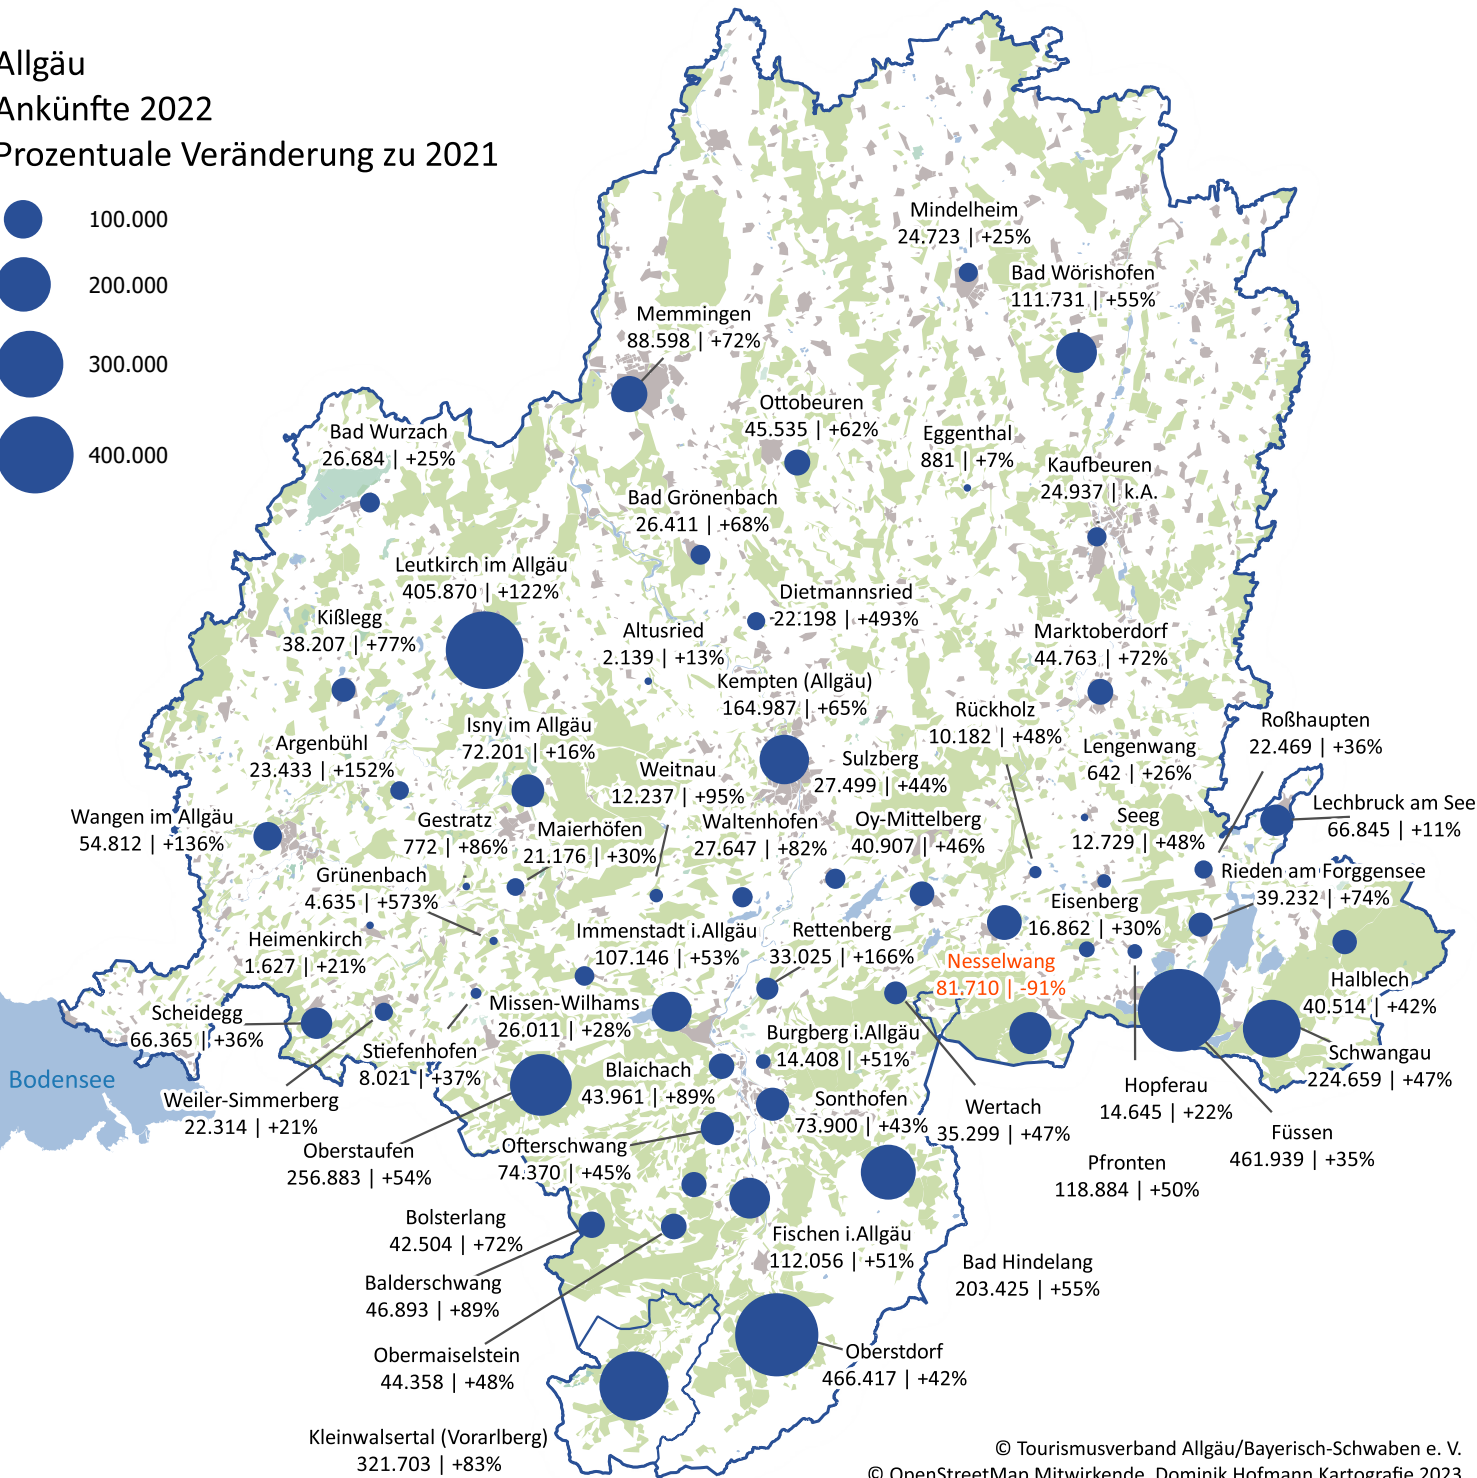 Allgäu
Ankünfte 2022
Prozentuale Veränderung zu 2021
100.000
200.000
300.000
400.000
Mindelheim
24.723 | +25%
Bad Wörishofen
111.731 | +55%
Memmingen
88.598 | +72%
Ottobeuren
45.535 | +62%
Bad Wurzach
26.684 | +25%
Eggenthal
881 | +7%
Kaufbeuren
24.937 | k.A.
Bad Grönenbach
26.411 | +68%
Leutkirch im Allgäu
405.870 | +122%
Dietmannsried
22.198 | +493%
Kißlegg
38.207 | +77%
Altusried
2.139 | +13%
Marktoberdorf
44.763 | +72%
Kempten (Allgäu)
164.987 | +65%
Rückholz
10.182 | +48%
Roßhaupten
22.469 | +36%
Isny im Allgäu
72.201 | +16%
Argenbühl
23.433 | +152%
Lengenwang
642 | +26%
Sulzberg
27.499 | +44%
Weitnau
12.237 | +95%
Lechbruck am See
66.845 | +11%
Wangen im Allgäu
54.812 | +136%
Gestratz
772 | +86%
Maierhöfen
21.176 | +30%
Waltenhofen
27.647 | +82%
Oy-Mittelberg
40.907 | +46%
Seeg
12.729 | +48%
Grünenbach
4.635 | +573%
Rieden am Forggensee
39.232 | +74%
Eisenberg
16.862 | +30%
Heimenkirch
1.627 | +21%
Immenstadt i.Allgäu
107.146 | +53%
Rettenberg
33.025 | +166%
Nesselwang
81.710 | -91%
Halblech
40.514 | +42%
Scheidegg
66.365 | +36%
Missen-Wilhams
26.011 | +28%
Burgberg i.Allgäu
14.408 | +51%
Stiefenhofen
8.021 | +37%
Schwangau
224.659 | +47%
Bodensee
Blaichach
43.961 | +89%
Hopferau
14.645 | +22%
Weiler-Simmerberg
22.314 | +21%
Sonthofen
73.900 | +43%
Wertach
35.299 | +47%
Füssen
461.939 | +35%
Oberstaufen
256.883 | +54%
Ofterschwang
74.370 | +45%
Pfronten
118.884 | +50%
Bolsterlang
42.504 | +72%
Fischen i.Allgäu
112.056 | +51%
Bad Hindelang
203.425 | +55%
Balderschwang
46.893 | +89%
Obermaiselstein
44.358 | +48%
Oberstdorf
466.417 | +42%
Kleinwalsertal (Vorarlberg)
321.703 | +83%
© Tourismusverband Allgäu/Bayerisch-Schwaben e. V.
© OpenStreetMap Mitwirkende, Dominik Hofmann Kartografie 2023